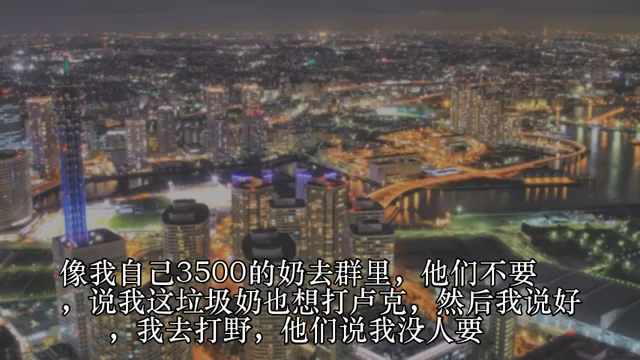 像我自己3500的奶去群里，他们不要
，说我这垃圾奶也想打卢克，然后我说好
，我去打野，他们说我没人要